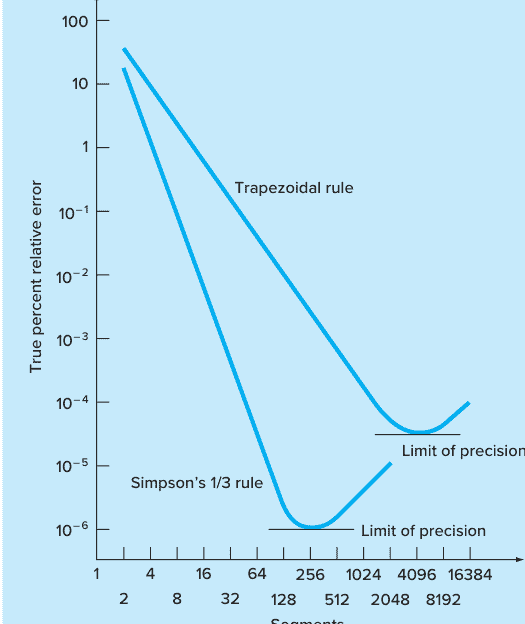 100
10
1
10⁻¹
10⁻²
10⁻³
10⁻⁴
10⁻⁵
10⁻⁶
True percent relative error
Trapezoidal rule
Limit of precision
Simpson's 1/3 rule
Limit of precision
1 4 16 64 256 1024 4096 16384
2 8 32 128 512 2048 8192
Segments